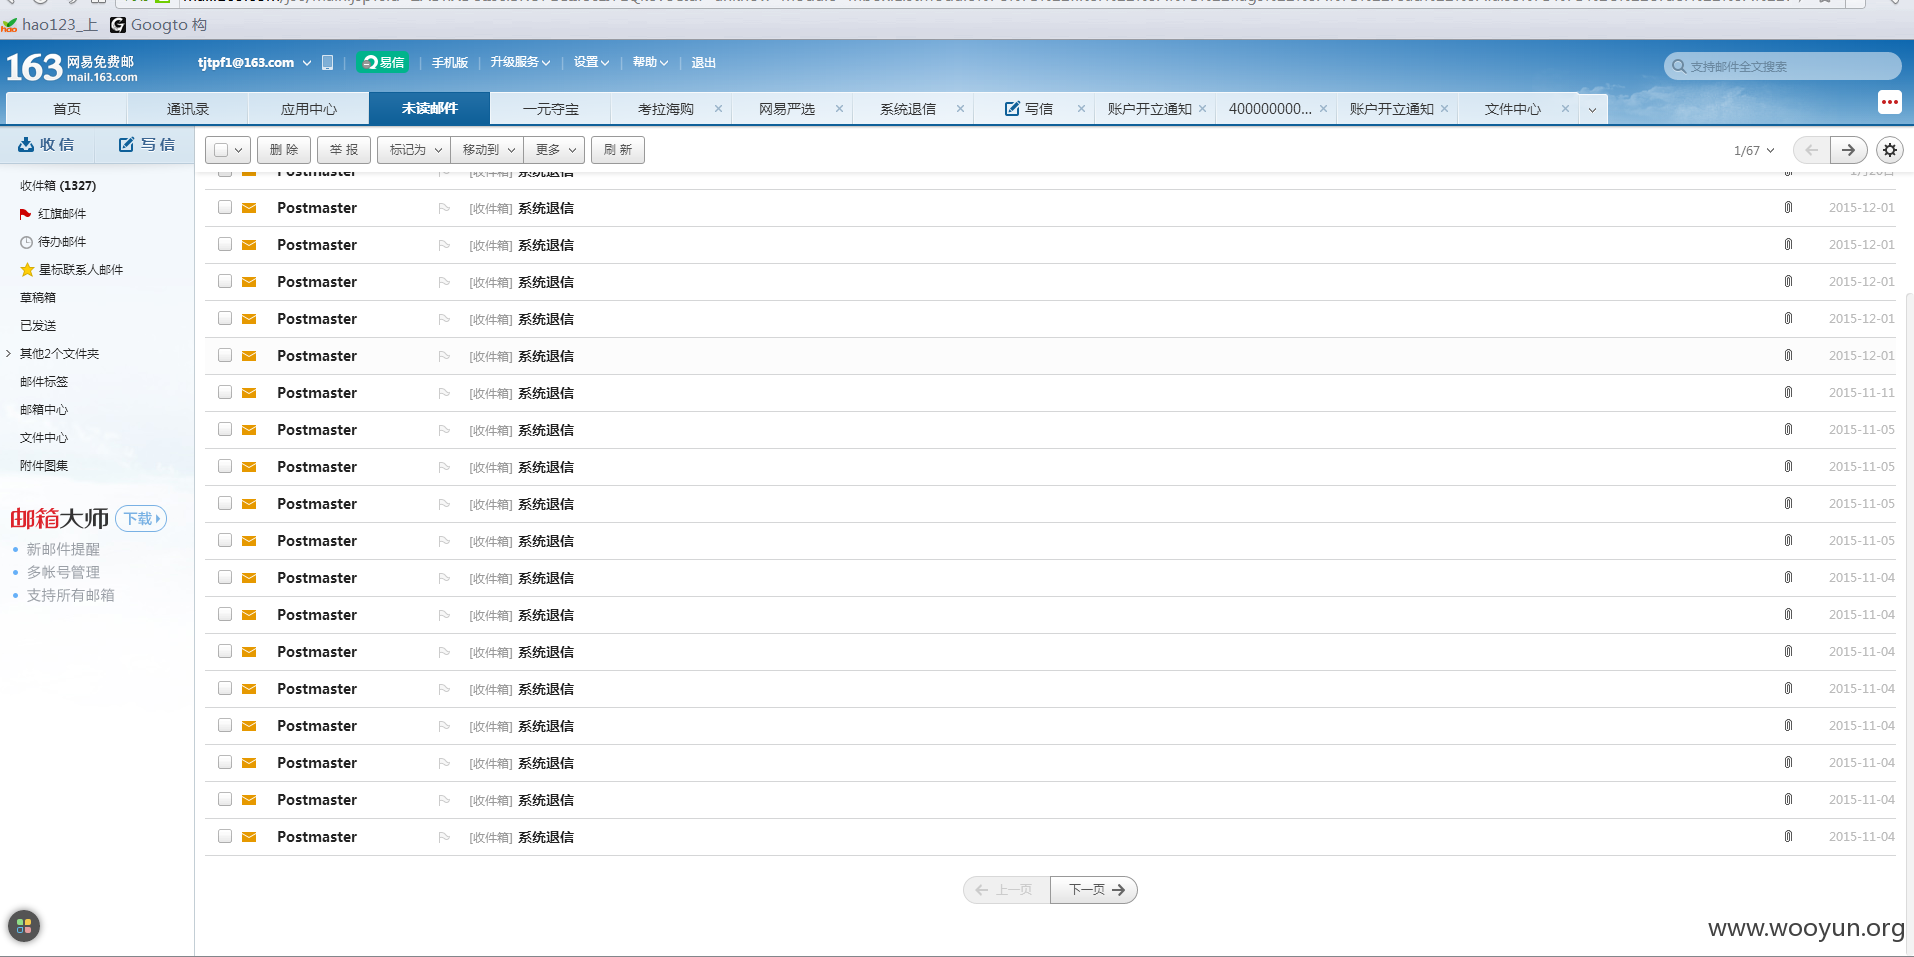 hao123_上 Googto 构
163 网易免费邮
mail.163.com
tjtpf1@163.com 易信 手机版 升级服务 设置 帮助 退出
支持邮件全文搜索
首页 通讯录 应用中心 未读邮件 一元夺宝 考拉海购 网易严选 系统退信 写信 账户开立通知 400000000... 账户开立通知 文件中心
收信 写信
删 除 举 报 标记为 移动到 更多 刷 新 1/67
收件箱 (1327)
红旗邮件
待办邮件
星标联系人邮件
草稿箱
已发送
其他2个文件夹
邮件标签
邮箱中心
文件中心
附件图集
邮箱大师 下载
新邮件提醒
多帐号管理
支持所有邮箱
Postmaster [收件箱] 系统退信
Postmaster [收件箱] 系统退信 2015-12-01
Postmaster [收件箱] 系统退信 2015-12-01
Postmaster [收件箱] 系统退信 2015-12-01
Postmaster [收件箱] 系统退信 2015-12-01
Postmaster [收件箱] 系统退信 2015-12-01
Postmaster [收件箱] 系统退信 2015-11-11
Postmaster [收件箱] 系统退信 2015-11-05
Postmaster [收件箱] 系统退信 2015-11-05
Postmaster [收件箱] 系统退信 2015-11-05
Postmaster [收件箱] 系统退信 2015-11-05
Postmaster [收件箱] 系统退信 2015-11-04
Postmaster [收件箱] 系统退信 2015-11-04
Postmaster [收件箱] 系统退信 2015-11-04
Postmaster [收件箱] 系统退信 2015-11-04
Postmaster [收件箱] 系统退信 2015-11-04
Postmaster [收件箱] 系统退信 2015-11-04
Postmaster [收件箱] 系统退信 2015-11-04
Postmaster [收件箱] 系统退信 2015-11-04
上一页 下一页
www.wooyun.org